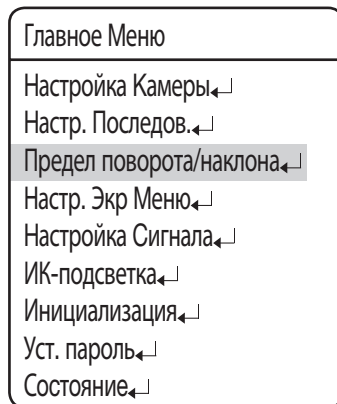 Главное Меню
Настройка Камеры↵
Настр. Последов.↵
Предел поворота/наклона↵
Настр. Экр Меню↵
Настройка Сигнала↵
ИК-подсветка↵
Инициализация↵
Уст. пароль↵
Состояние↵